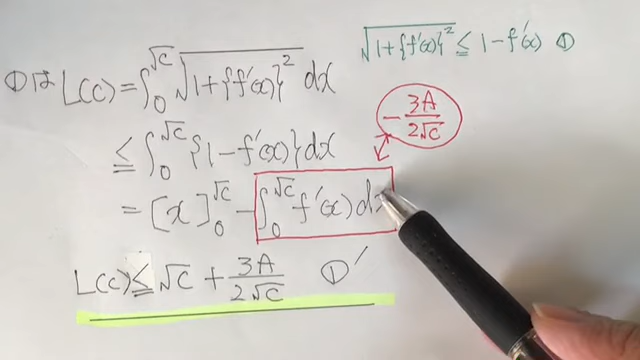 √1+{f'(x)}² ≤ 1-f'(x) ①
①は L(c)=∫₀^√c √1+{f'(x)}² dx
-3A/2√c
≤ ∫₀^√c {1-f'(x)}dx
= [x]₀^√c - ∫₀^√c f'(x)dx
L(c) ≤ √c + 3A/2√c ①'